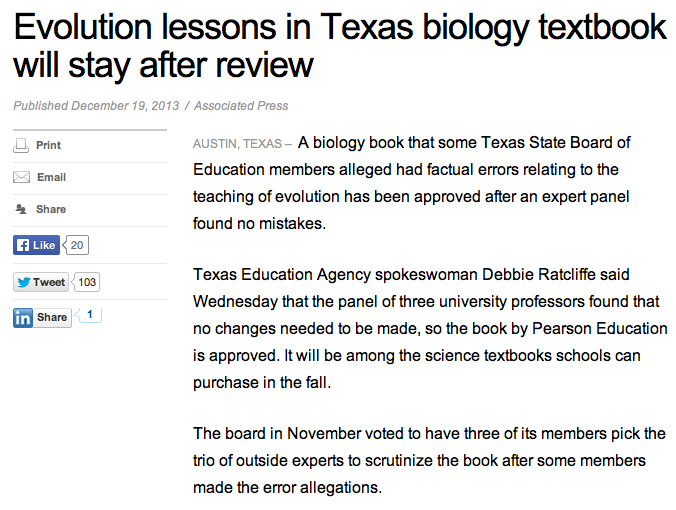 Evolution lessons in Texas biology textbook
will stay after review
Published December 19, 2013 / Associated Press
Print
Email
Share
Like 20
Tweet 103
in Share 1
AUSTIN, TEXAS – A biology book that some Texas State Board of
Education members alleged had factual errors relating to the
teaching of evolution has been approved after an expert panel
found no mistakes.
Texas Education Agency spokeswoman Debbie Ratcliffe said
Wednesday that the panel of three university professors found that
no changes needed to be made, so the book by Pearson Education
is approved. It will be among the science textbooks schools can
purchase in the fall.
The board in November voted to have three of its members pick the
trio of outside experts to scrutinize the book after some members
made the error allegations.